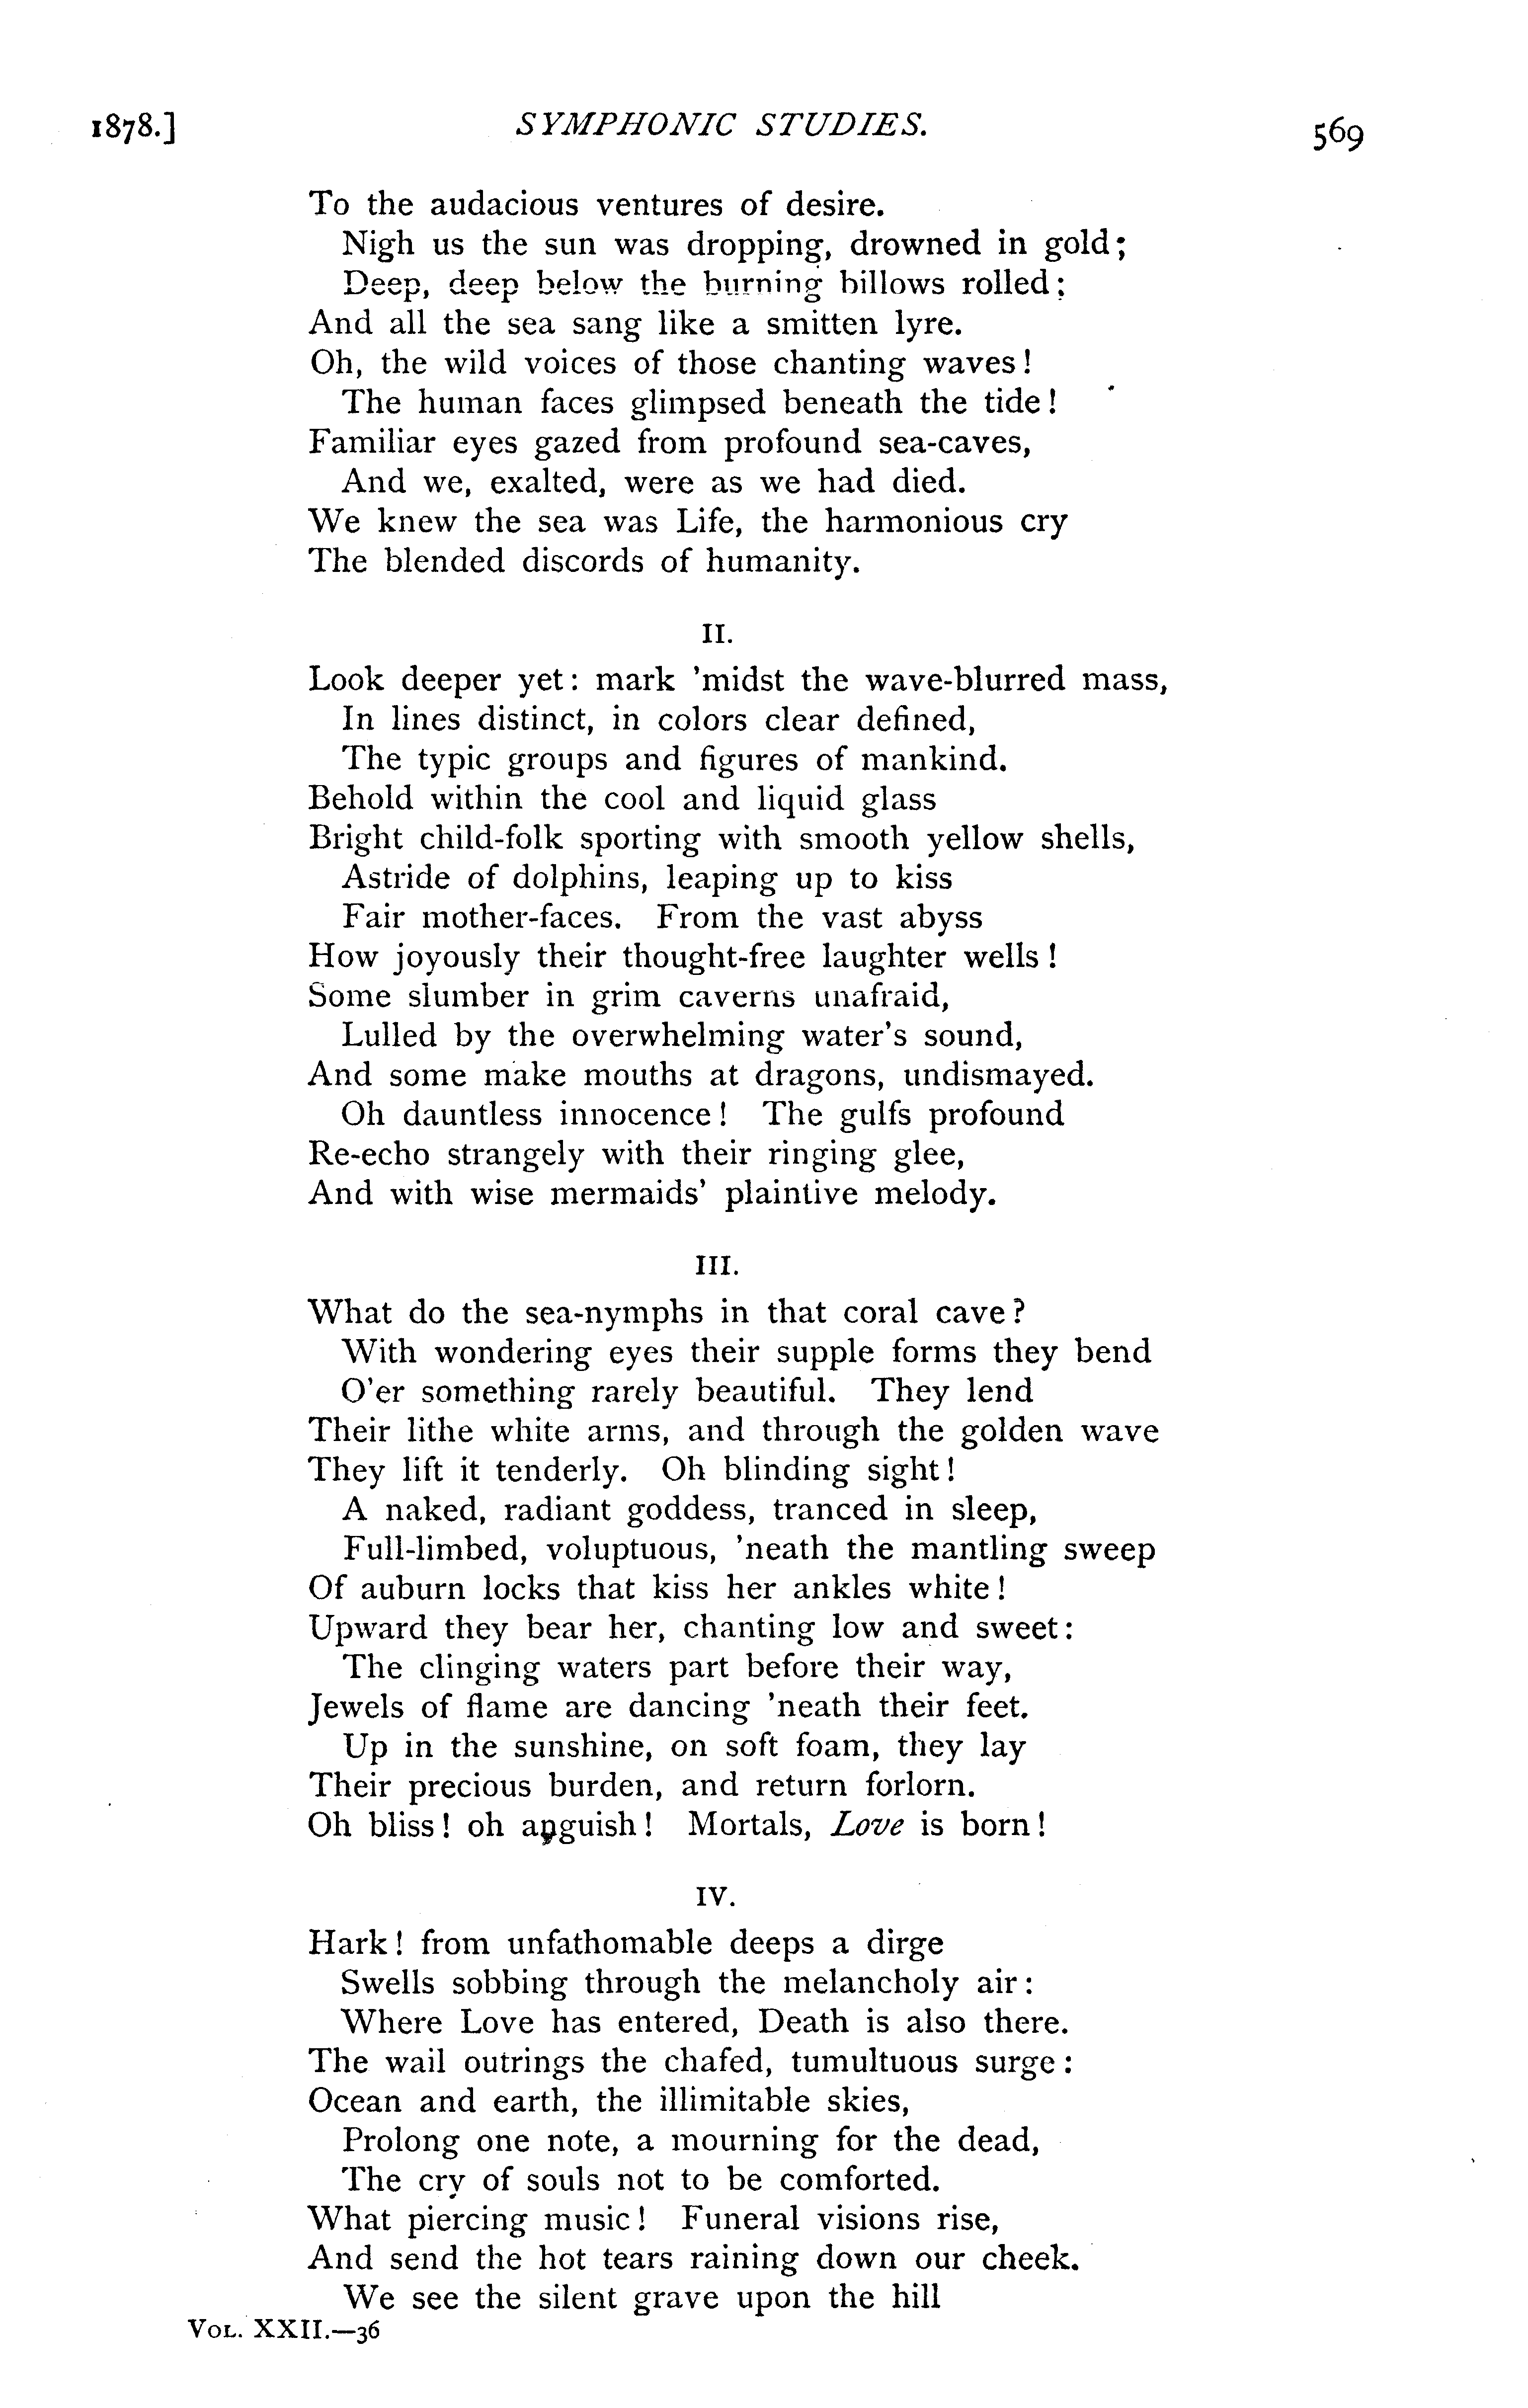 1878.] SYMPHONIC STUDIES. 569
To the audacious ventures of desire.
Nigh us the sun was dropping, drowned in gold;
Deep, deep below the burning billows rolled;
And all the sea sang like a smitten lyre.
Oh, the wild voices of those chanting waves!
The human faces glimpsed beneath the tide!
Familiar eyes gazed from profound sea-caves,
And we, exalted, were as we had died.
We knew the sea was Life, the harmonious cry
The blended discords of humanity.
II.
Look deeper yet: mark 'midst the wave-blurred mass,
In lines distinct, in colors clear defined,
The typic groups and figures of mankind.
Behold within the cool and liquid glass
Bright child-folk sporting with smooth yellow shells,
Astride of dolphins, leaping up to kiss
Fair mother-faces. From the vast abyss
How joyously their thought-free laughter wells!
Some slumber in grim caverns unafraid,
Lulled by the overwhelming water's sound,
And some make mouths at dragons, undismayed.
Oh dauntless innocence! The gulfs profound
Re-echo strangely with their ringing glee,
And with wise mermaids' plaintive melody.
III.
What do the sea-nymphs in that coral cave?
With wondering eyes their supple forms they bend
O'er something rarely beautiful. They lend
Their lithe white arms, and through the golden wave
They lift it tenderly. Oh blinding sight!
A naked, radiant goddess, tranced in sleep,
Full-limbed, voluptuous, 'neath the mantling sweep
Of auburn locks that kiss her ankles white!
Upward they bear her, chanting low and sweet:
The clinging waters part before their way,
Jewels of flame are dancing 'neath their feet.
Up in the sunshine, on soft foam, they lay
Their precious burden, and return forlorn.
Oh bliss! oh anguish! Mortals, Love is born!
IV.
Hark! from unfathomable deeps a dirge
Swells sobbing through the melancholy air:
Where Love has entered, Death is also there.
The wail outrings the chafed, tumultuous surge:
Ocean and earth, the illimitable skies,
Prolong one note, a mourning for the dead,
The cry of souls not to be comforted.
What piercing music! Funeral visions rise,
And send the hot tears raining down our cheek.
We see the silent grave upon the hill
VOL. XXII.—36